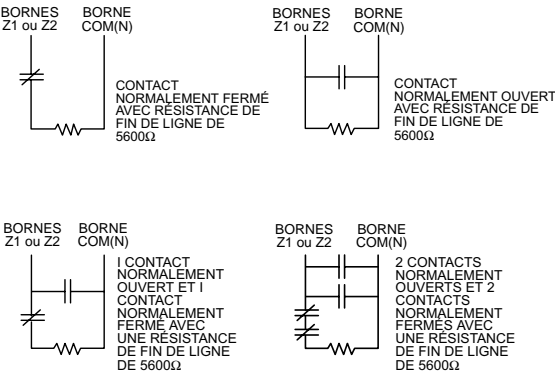 BORNES BORNE
Z1 ou Z2 COM(N)
CONTACT
NORMALEMENT FERMÉ
AVEC RÉSISTANCE DE
FIN DE LIGNE DE
5600Ω
BORNES BORNE
Z1 ou Z2 COM(N)
CONTACT
NORMALEMENT OUVERT
AVEC RÉSISTANCE DE
FIN DE LIGNE DE
5600Ω
BORNES BORNE
Z1 ou Z2 COM(N)
I CONTACT
NORMALEMENT
OUVERT ET I
CONTACT
NORMALEMENT
FERMÉ AVEC
UNE RÉSISTANCE
DE FIN DE LIGNE
DE 5600Ω
BORNES BORNE
Z1 ou Z2 COM(N)
2 CONTACTS
NORMALEMENT
OUVERTS ET 2
CONTACTS
NORMALEMENT
FERMÉS AVEC
UNE RÉSISTANCE
DE FIN DE LIGNE
DE 5600Ω